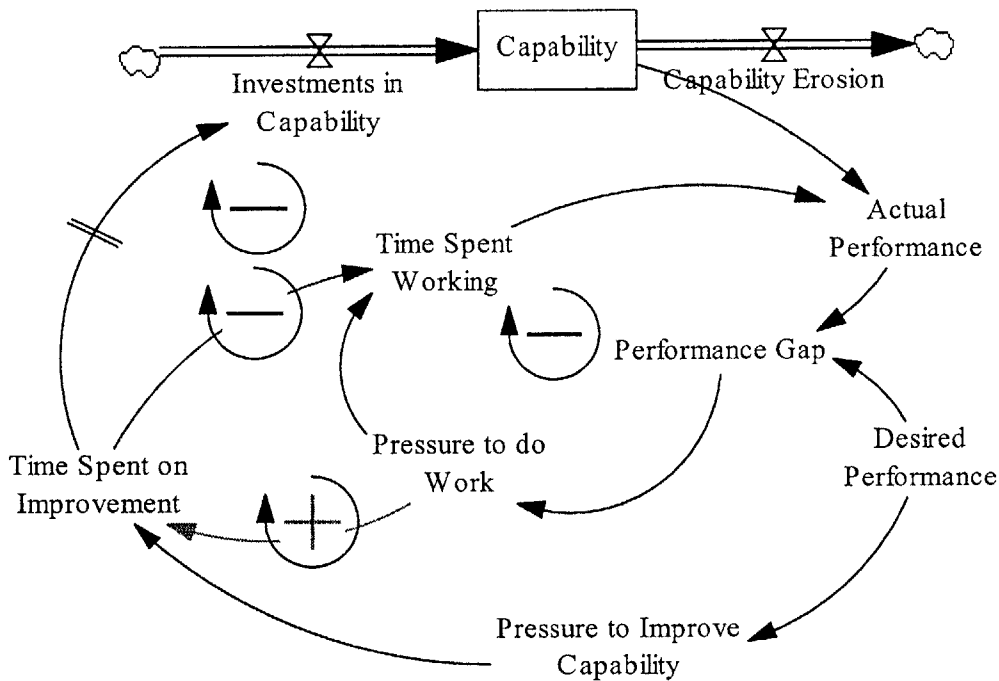 Capability
Investments in
Capability
Capability Erosion
Actual
Performance
Time Spent
Working
Performance Gap
Pressure to do
Work
Desired
Performance
Time Spent on
Improvement
Pressure to Improve
Capability